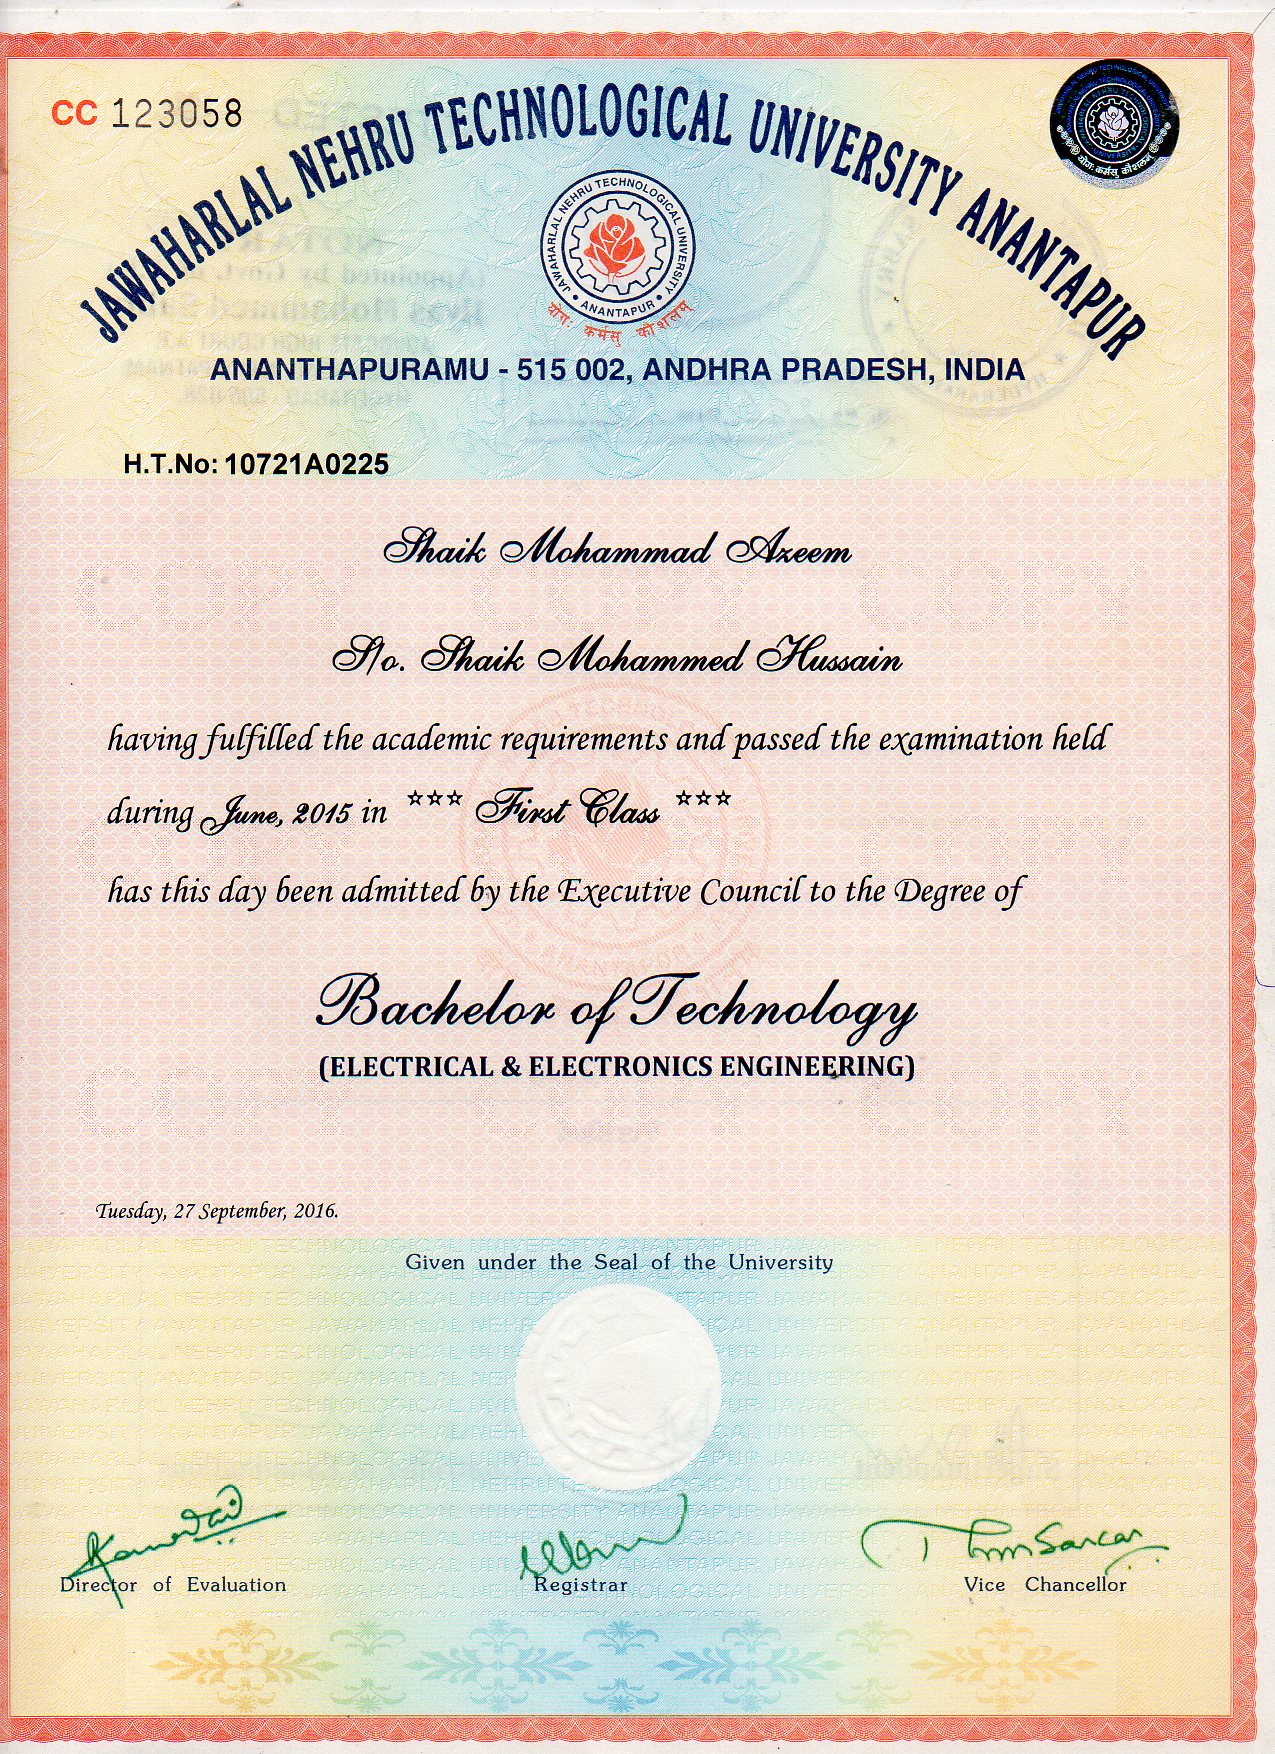 CC 123058
JAWAHARLAL NEHRU TECHNOLOGICAL UNIVERSITY ANANTAPUR
JAWAHARLAL NEHRU TECHNOLOGICAL UNIVERSITY
• ANANTAPUR •
योगः कर्मसु कौशलम्
ANANTHAPURAMU - 515 002, ANDHRA PRADESH, INDIA
H.T.No: 10721A0225
Shaik Mohammad Azeem
S/o. Shaik Mohammed Hussain
having fulfilled the academic requirements and passed the examination held
during June, 2015 in *** First Class ***
has this day been admitted by the Executive Council to the Degree of
Bachelor of Technology
(ELECTRICAL & ELECTRONICS ENGINEERING)
COPY COPY COPY
Tuesday, 27 September, 2016.
Given under the Seal of the University
Director of Evaluation
Registrar
Vice Chancellor